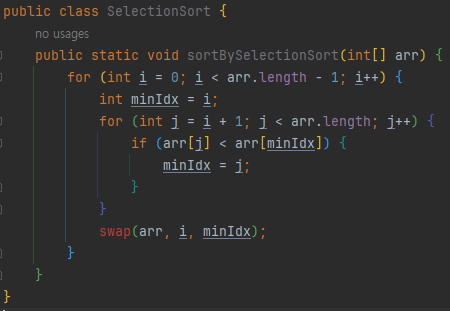 public class SelectionSort {
no usages
public static void sortBySelectionSort(int[] arr) {
for (int i = 0; i < arr.length - 1; i++) {
int minIdx = i;
for (int j = i + 1; j < arr.length; j++) {
if (arr[j] < arr[minIdx]) {
minIdx = j;
}
}
swap(arr, i, minIdx);
}
}
}